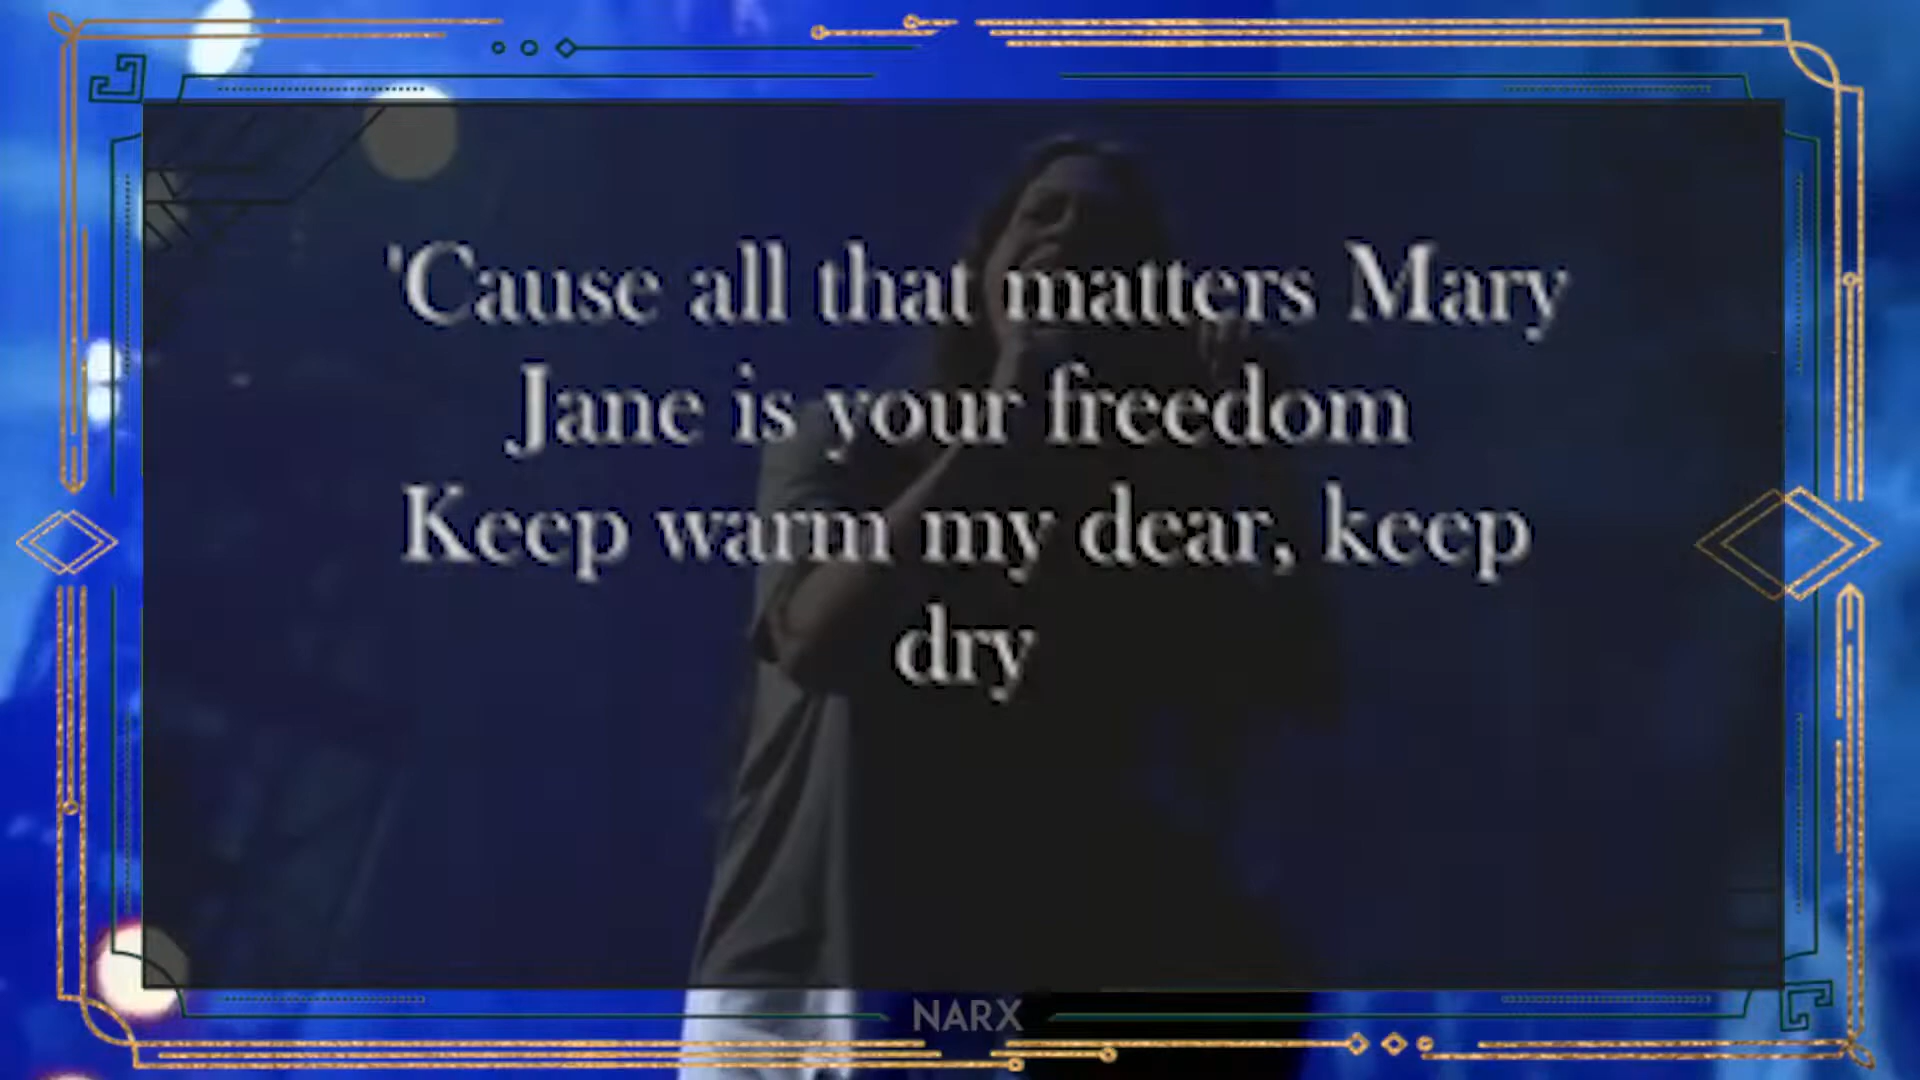 'Cause all that matters Mary
Jane is your freedom
Keep warm my dear, keep
dry
NARX